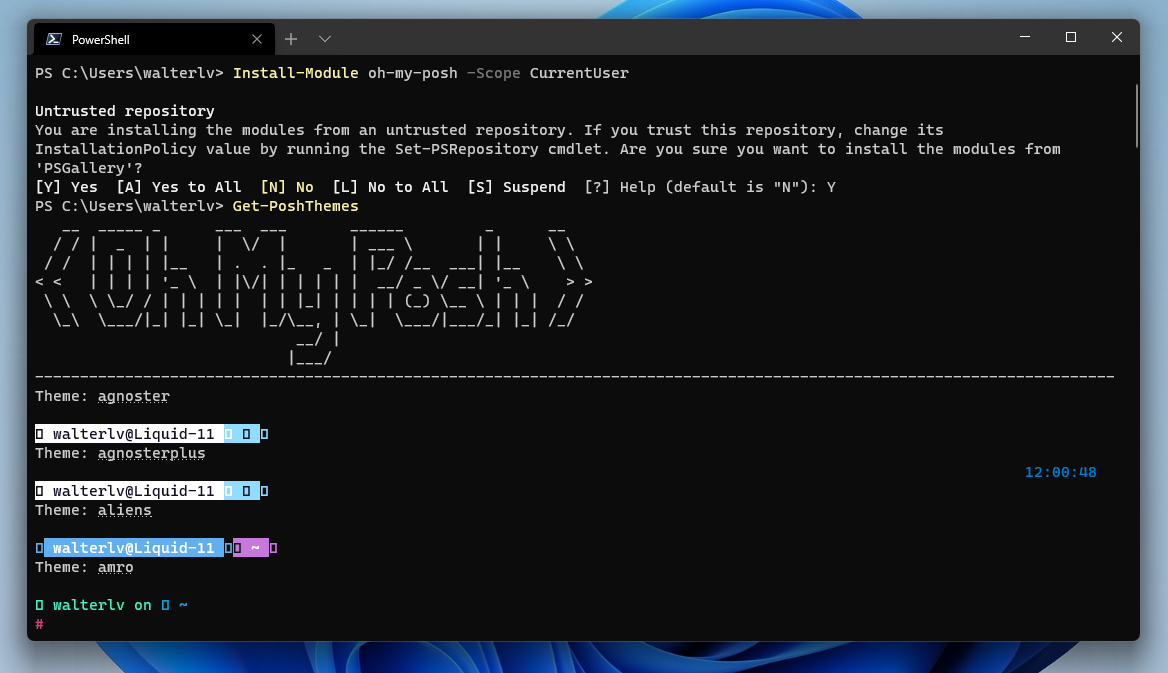 PowerShell
PS C:\Users\walterlv> Install-Module oh-my-posh -Scope CurrentUser
Untrusted repository
You are installing the modules from an untrusted repository. If you trust this repository, change its
InstallationPolicy value by running the Set-PSRepository cmdlet. Are you sure you want to install the modules from
'PSGallery'?
[Y] Yes  [A] Yes to All  [N] No  [L] No to All  [S] Suspend  [?] Help (default is "N"): Y
PS C:\Users\walterlv> Get-PoshThemes
Oh My Posh
Theme: agnoster
walterlv@Liquid-11
Theme: agnosterplus
12:00:48
walterlv@Liquid-11
Theme: aliens
walterlv@Liquid-11 ~
Theme: amro
walterlv on ~
#